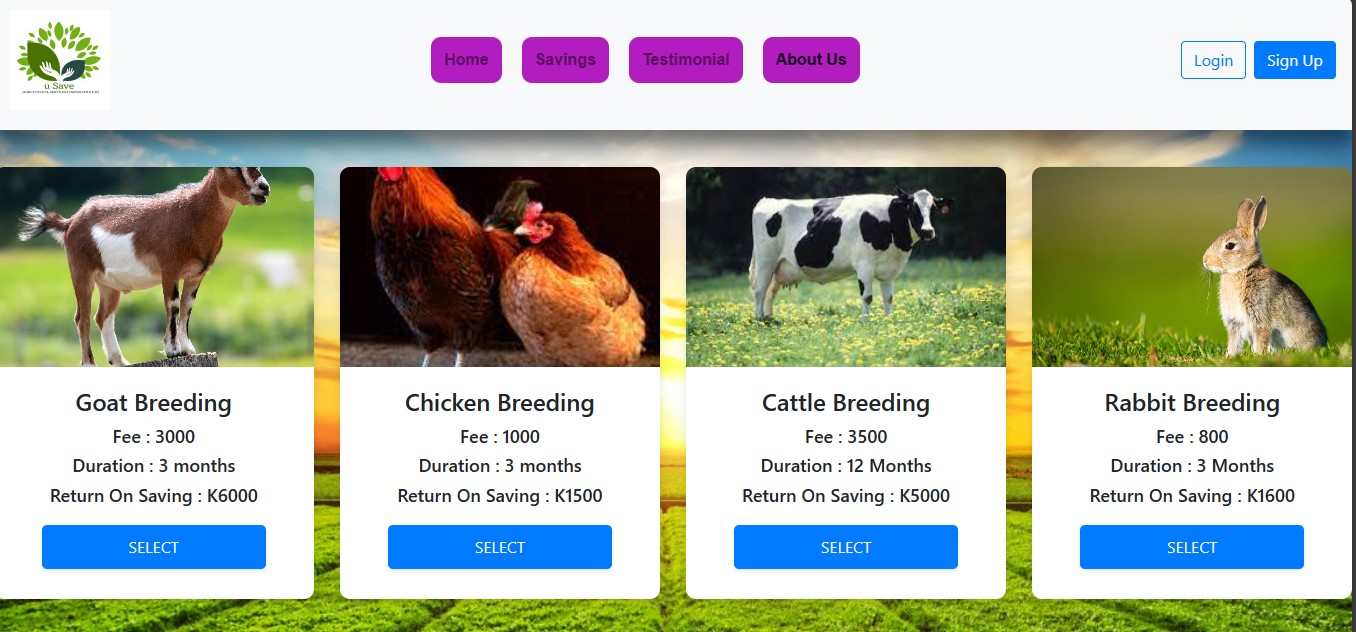 u Save
Home
Savings
Testimonial
About Us
Login
Sign Up
Goat Breeding
Fee : 3000
Duration : 3 months
Return On Saving : K6000
SELECT
Chicken Breeding
Fee : 1000
Duration : 3 months
Return On Saving : K1500
SELECT
Cattle Breeding
Fee : 3500
Duration : 12 Months
Return On Saving : K5000
SELECT
Rabbit Breeding
Fee : 800
Duration : 3 Months
Return On Saving : K1600
SELECT